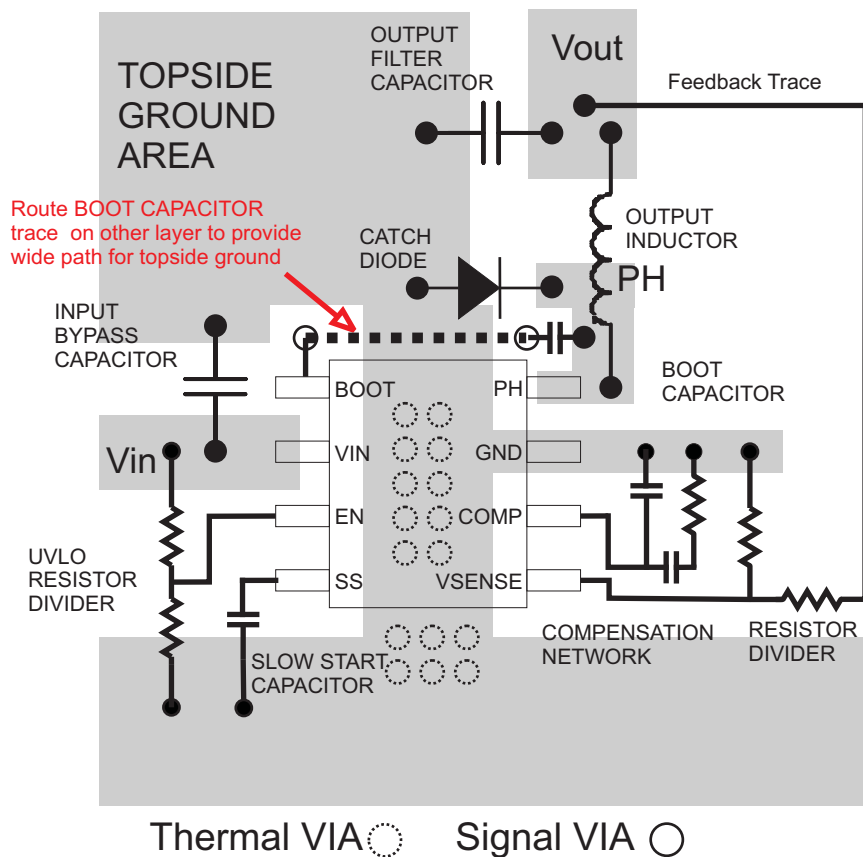 OUTPUT
FILTER
CAPACITOR
Vout
Feedback Trace
TOPSIDE
GROUND
AREA
Route BOOT CAPACITOR
trace on other layer to provide
wide path for topside ground
CATCH
DIODE
OUTPUT
INDUCTOR
PH
INPUT
BYPASS
CAPACITOR
BOOT
CAPACITOR
BOOT
PH
Vin
VIN
GND
EN
COMP
UVLO
RESISTOR
DIVIDER
SS
VSENSE
SLOW START
CAPACITOR
COMPENSATION
NETWORK
RESISTOR
DIVIDER
Thermal VIA
Signal VIA